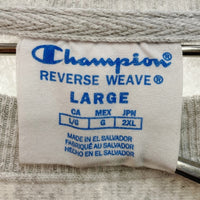 Champion
REVERSE WEAVE®
LARGE
CA MEX JPN
L/G G 2XL
MADE IN EL SALVADOR
FABRIQUÉ AU SALVADOR
HECHO EN EL SALVADOR